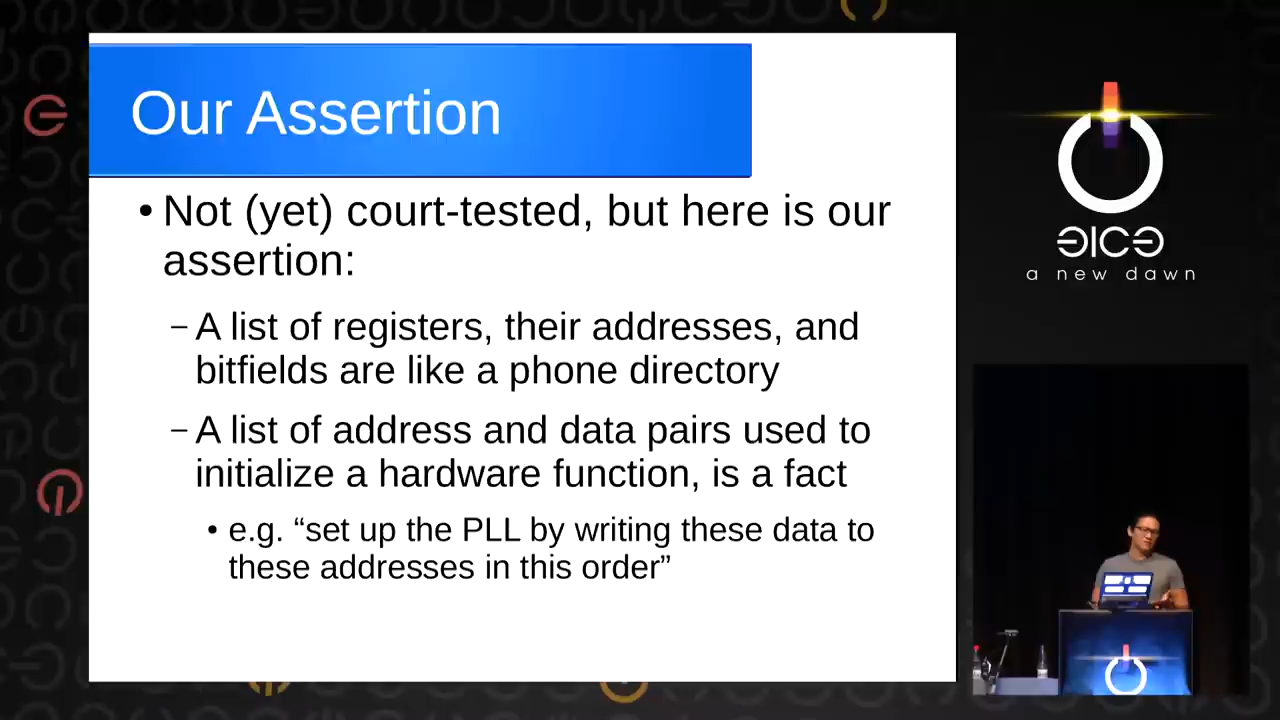 Our Assertion
• Not (yet) court-tested, but here is our
assertion:
– A list of registers, their addresses, and
bitfields are like a phone directory
– A list of address and data pairs used to
initialize a hardware function, is a fact
• e.g. “set up the PLL by writing these data to
these addresses in this order”
a new dawn